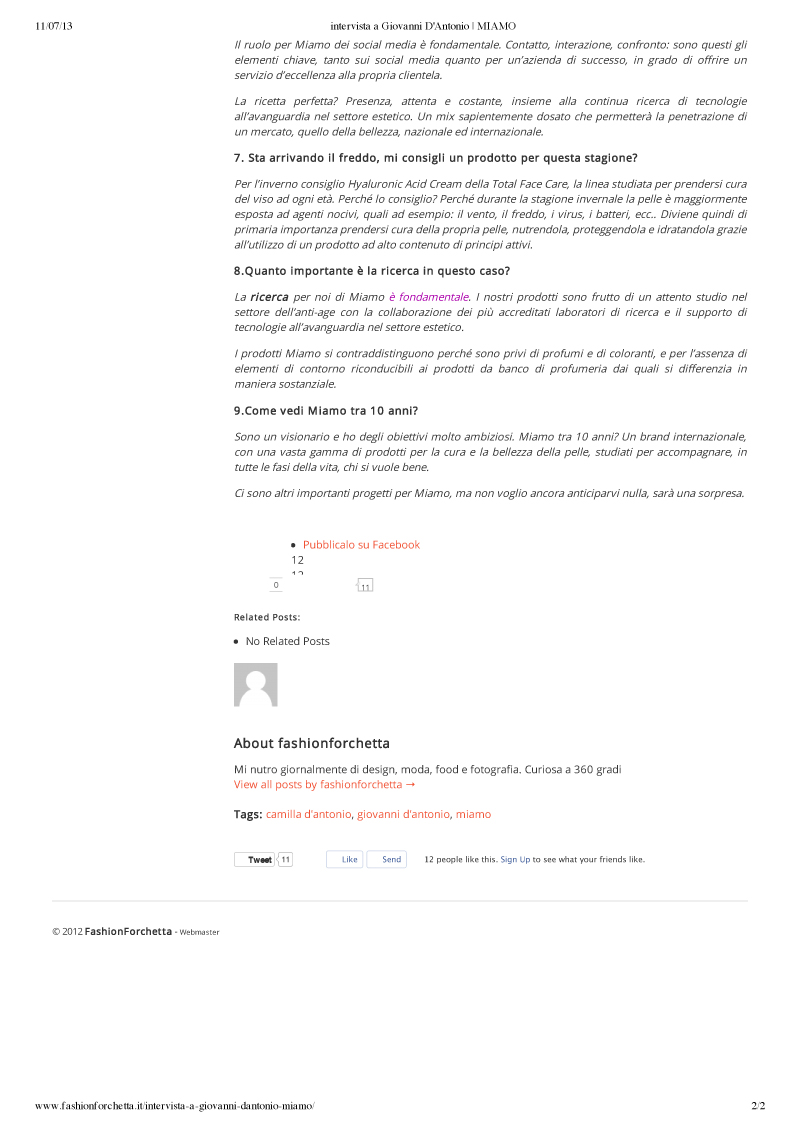 11/07/13 intervista a Giovanni D'Antonio | MIAMO
Il ruolo per Miamo dei social media è fondamentale. Contatto, interazione, confronto: sono questi gli
elementi chiave, tanto sui social media quanto per un’azienda di successo, in grado di offrire un
servizio d’eccellenza alla propria clientela.
La ricetta perfetta? Presenza, attenta e costante, insieme alla continua ricerca di tecnologie
all’avanguardia nel settore estetico. Un mix sapientemente dosato che permetterà la penetrazione di
un mercato, quello della bellezza, nazionale ed internazionale.
7. Sta arrivando il freddo, mi consigli un prodotto per questa stagione?
Per l’inverno consiglio Hyaluronic Acid Cream della Total Face Care, la linea studiata per prendersi cura
del viso ad ogni età. Perché lo consiglio? Perché durante la stagione invernale la pelle è maggiormente
esposta ad agenti nocivi, quali ad esempio: il vento, il freddo, i virus, i batteri, ecc.. Diviene quindi di
primaria importanza prendersi cura della propria pelle, nutrendola, proteggendola e idratandola grazie
all’utilizzo di un prodotto ad alto contenuto di principi attivi.
8.Quanto importante è la ricerca in questo caso?
La ricerca per noi di Miamo è fondamentale. I nostri prodotti sono frutto di un attento studio nel
settore dell’anti-age con la collaborazione dei più accreditati laboratori di ricerca e il supporto di
tecnologie all’avanguardia nel settore estetico.
I prodotti Miamo si contraddistinguono perché sono privi di profumi e di coloranti, e per l’assenza di
elementi di contorno riconducibili ai prodotti da banco di profumeria dai quali si differenzia in
maniera sostanziale.
9.Come vedi Miamo tra 10 anni?
Sono un visionario e ho degli obiettivi molto ambiziosi. Miamo tra 10 anni? Un brand internazionale,
con una vasta gamma di prodotti per la cura e la bellezza della pelle, studiati per accompagnare, in
tutte le fasi della vita, chi si vuole bene.
Ci sono altri importanti progetti per Miamo, ma non voglio ancora anticiparvi nulla, sarà una sorpresa.
• Pubblicalo su Facebook
12
12
0 11
Related Posts:
• No Related Posts
About fashionforchetta
Mi nutro giornalmente di design, moda, food e fotografia. Curiosa a 360 gradi
View all posts by fashionforchetta →
Tags: camilla d'antonio, giovanni d'antonio, miamo
Tweet 11 Like Send 12 people like this. Sign Up to see what your friends like.
© 2012 FashionForchetta - Webmaster
www.fashionforchetta.it/intervista-a-giovanni-dantonio-miamo/ 2/2